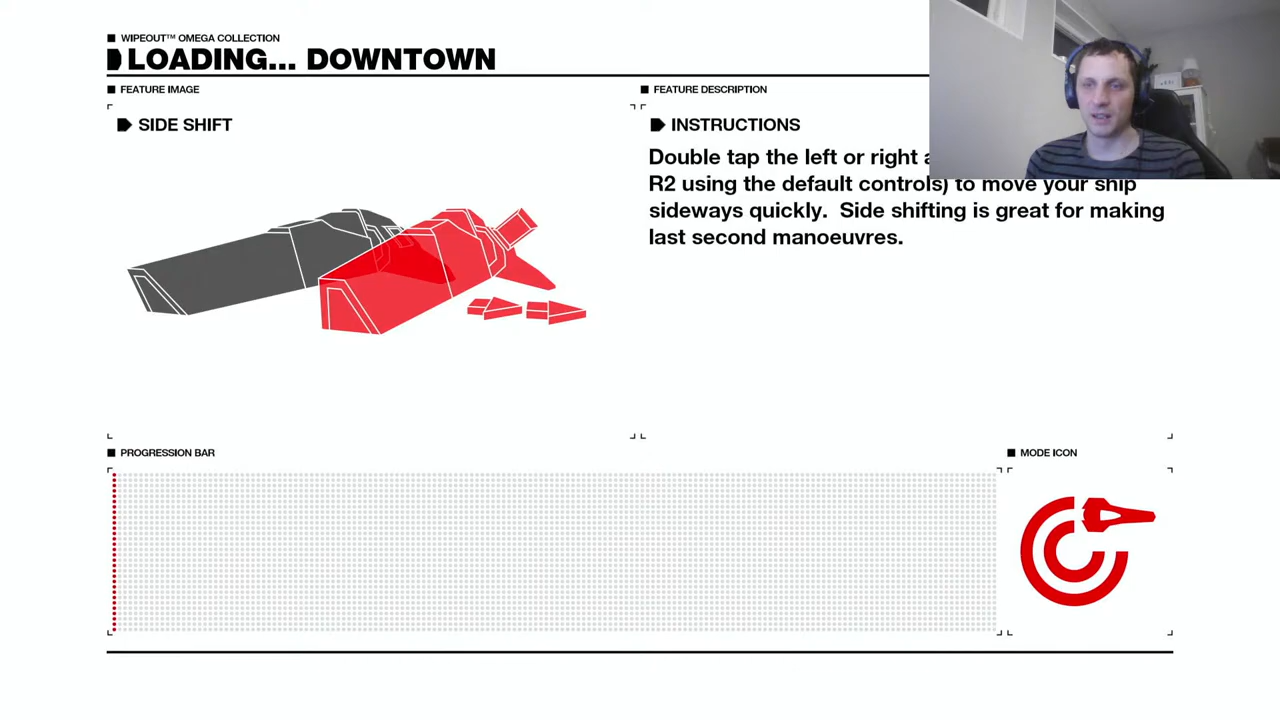 WIPEOUT™ OMEGA COLLECTION
LOADING... DOWNTOWN
FEATURE IMAGE
SIDE SHIFT
FEATURE DESCRIPTION
INSTRUCTIONS
Double tap the left or right
R2 using the default controls) to move your ship
sideways quickly. Side shifting is great for making
last second manoeuvres.
PROGRESSION BAR
MODE ICON